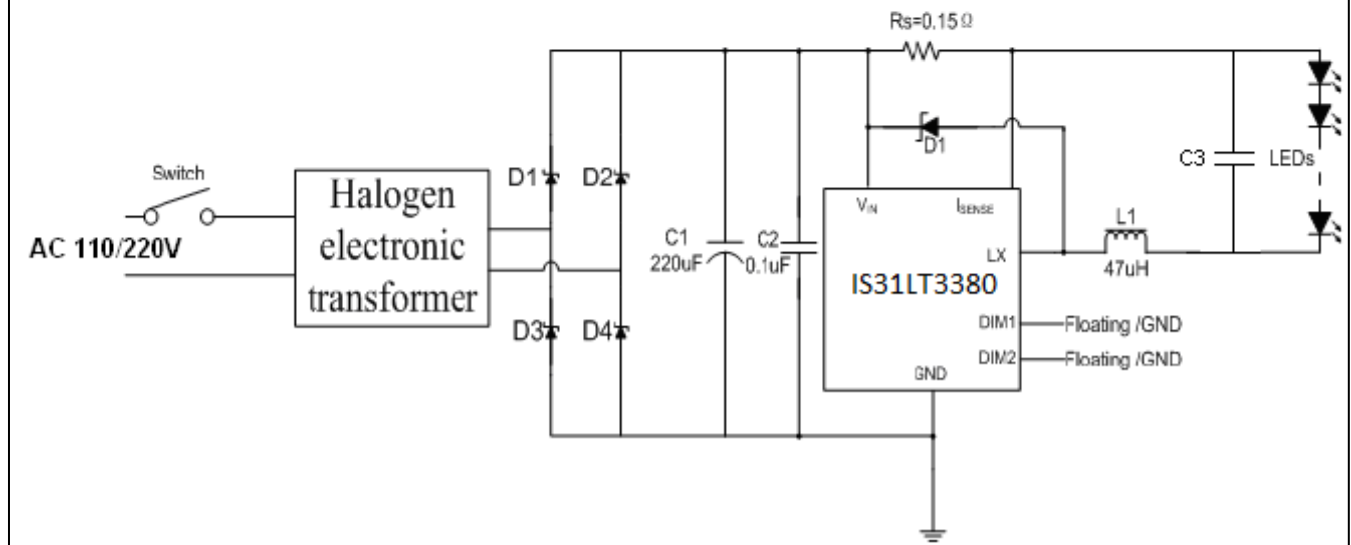 Rs=0.15Ω
D1
C3
LEDs
Switch
AC 110/220V
Halogen
electronic
transformer
D1
D2
D3
D4
C1
220uF
C2
0.1uF
VIN
ISENSE
LX
IS31LT3380
DIM1
DIM2
GND
L1
47uH
Floating /GND
Floating /GND